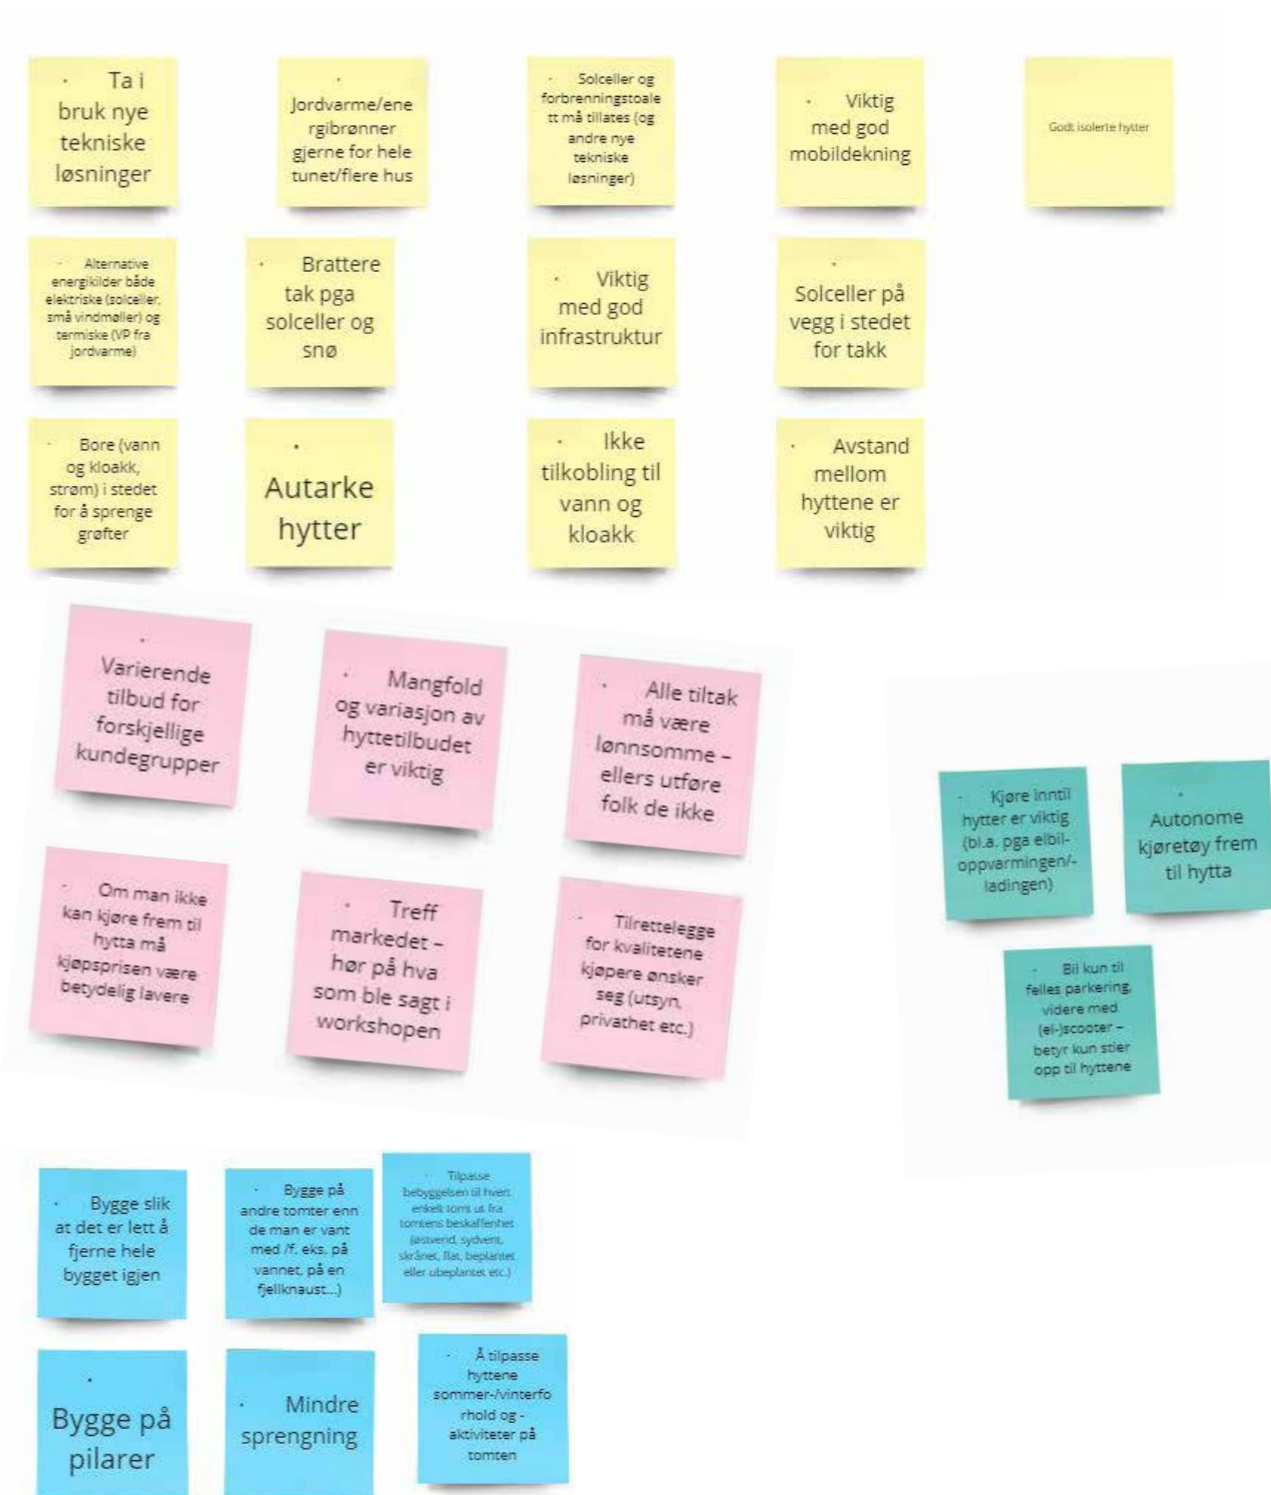 · Ta i
bruk nye
tekniske
løsninger
·
Jordvarme/ene
rgibrønner
gjerne for hele
tunet/flere hus
· Solceller og
forbrenningstoale
tt må tillates (og
andre nye
tekniske
løsninger)
· Viktig
med god
mobildekning
Godt isolerte hytter
· Alternative
energikilder både
elektriske (solceller,
små vindmøller) og
termiske (VP fra
jordvarme)
· Brattere
tak pga
solceller og
snø
· Viktig
med god
infrastruktur
·
Solceller på
vegg i stedet
for takk
· Bore (vann
og kloakk,
strøm) i stedet
for å sprenge
grøfter
·
Autarke
hytter
· Ikke
tilkobling til
vann og
kloakk
· Avstand
mellom
hyttene er
viktig
·
Varierende
tilbud for
forskjellige
kundegrupper
· Mangfold
og variasjon av
hyttetilbudet
er viktig
· Alle tiltak
må være
lønnsomme –
ellers utføre
folk de ikke
· Om man ikke
kan kjøre frem til
hytta må
kjøpsprisen være
betydelig lavere
· Treff
markedet –
hør på hva
som ble sagt i
workshopen
· Tilrettelegge
for kvalitetene
kjøpere ønsker
seg (utsyn,
privathet etc.)
· Kjøre inntil
hytter er viktig
(bl.a. pga elbil-
oppvarmingen/-
ladingen)
·
Autonome
kjøretøy frem
til hytta
· Bil kun til
felles parkering,
videre med
(el-)scooter –
betyr kun stier
opp til hyttene
· Bygge slik
at det er lett å
fjerne hele
bygget igjen
· Bygge på
andre tomter enn
de man er vant
med /f. eks. på
vannet, på en
fjellknaust...)
· Tilpasse
bebyggelsen til hvert
enkelt tomt ut fra
tomtens beskaffenhet
(østvend, sydvent,
skrånet, flat, beplantet
eller ubeplantet etc.)
·
Bygge på
pilarer
· Mindre
sprengning
· Å tilpasse
hyttene
sommer-/vinterfo
rhold og -
aktiviteter på
tomten